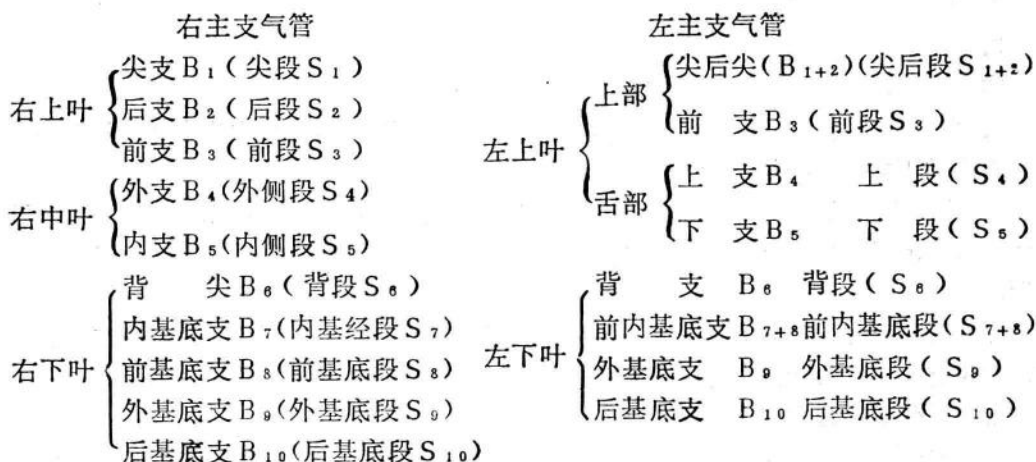 右主支气管
右上叶
尖支B₁(尖段S₁)
后支B₂(后段S₂)
前支B₃(前段S₃)
右中叶
外支B₄(外侧段S₄)
内支B₅(内侧段S₅)
右下叶
背 尖B₆(背段S₆)
内基底支B₇(内基经段S₇)
前基底支B₈(前基底段S₈)
外基底支B₉(外基底段S₉)
后基底支B₁₀(后基底段S₁₀)
左主支气管
左上叶
上部
尖后尖(B₁₊₂)(尖后段S₁₊₂)
前 支B₃(前段S₃)
舌部
上 支B₄ 上 段(S₄)
下 支B₅ 下 段(S₅)
左下叶
背 支 B₆ 背段(S₆)
前内基底支B₇₊₈前内基底段(S₇₊₈)
外基底支 B₉ 外基底段(S₉)
后基底支 B₁₀ 后基底段(S₁₀)